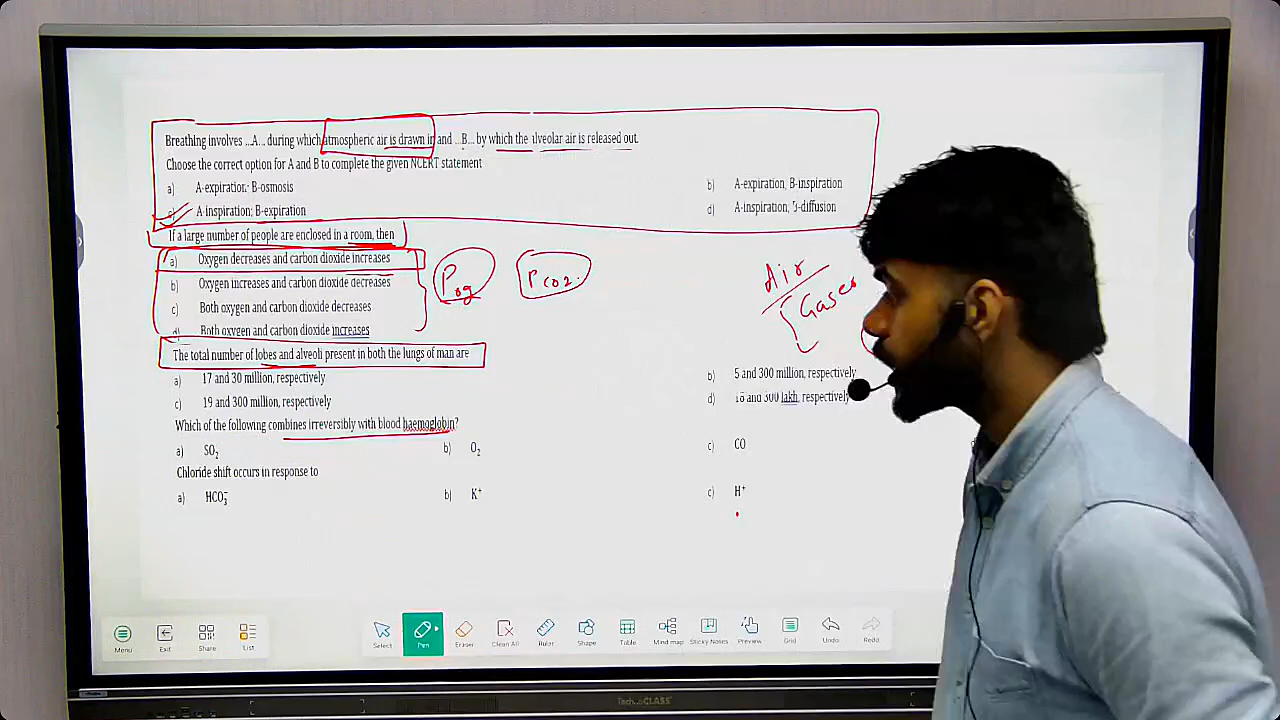 Breathing involves ...A... during which atmospheric air is drawn in and ...B... by which the alveolar air is released out.
Choose the correct option for A and B to complete the given NCERT statement
a) A-expiration; B-osmosis b) A-expiration, B-inspiration
A-inspiration; B-expiration d) A-inspiration, B-diffusion
If a large number of people are enclosed in a room, then
a) Oxygen decreases and carbon dioxide increases
b) Oxygen increases and carbon dioxide decreases
c) Both oxygen and carbon dioxide decreases
d) Both oxygen and carbon dioxide increases
PCO2
Air
Gases
The total number of lobes and alveoli present in both the lungs of man are
a) 17 and 30 million, respectively b) 5 and 300 million, respectively
c) 19 and 300 million, respectively d) 18 and 300 lakh, respectively
Which of the following combines irreversibly with blood haemoglobin?
a) SO₂ b) O₂ c) CO
Chloride shift occurs in response to
a) HCO₃⁻ b) K⁺ c) H⁺
Menu Exit Share List Select Pen Eraser Clean All Ruler Shape Table Mind map Sticky Notes Preview Grid Undo Redo